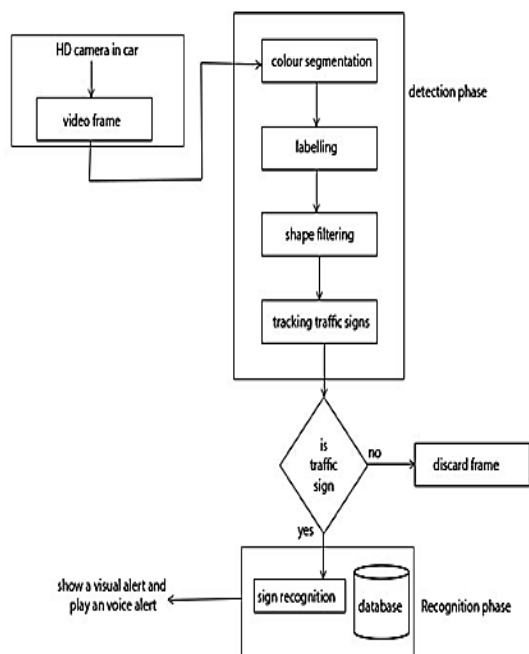 HD camera in car
video frame
colour segmentation
detection phase
labelling
shape filtering
tracking traffic signs
is
traffic
sign
no
discard frame
yes
show a visual alert and
play an voice alert
sign recognition
database
Recognition phase